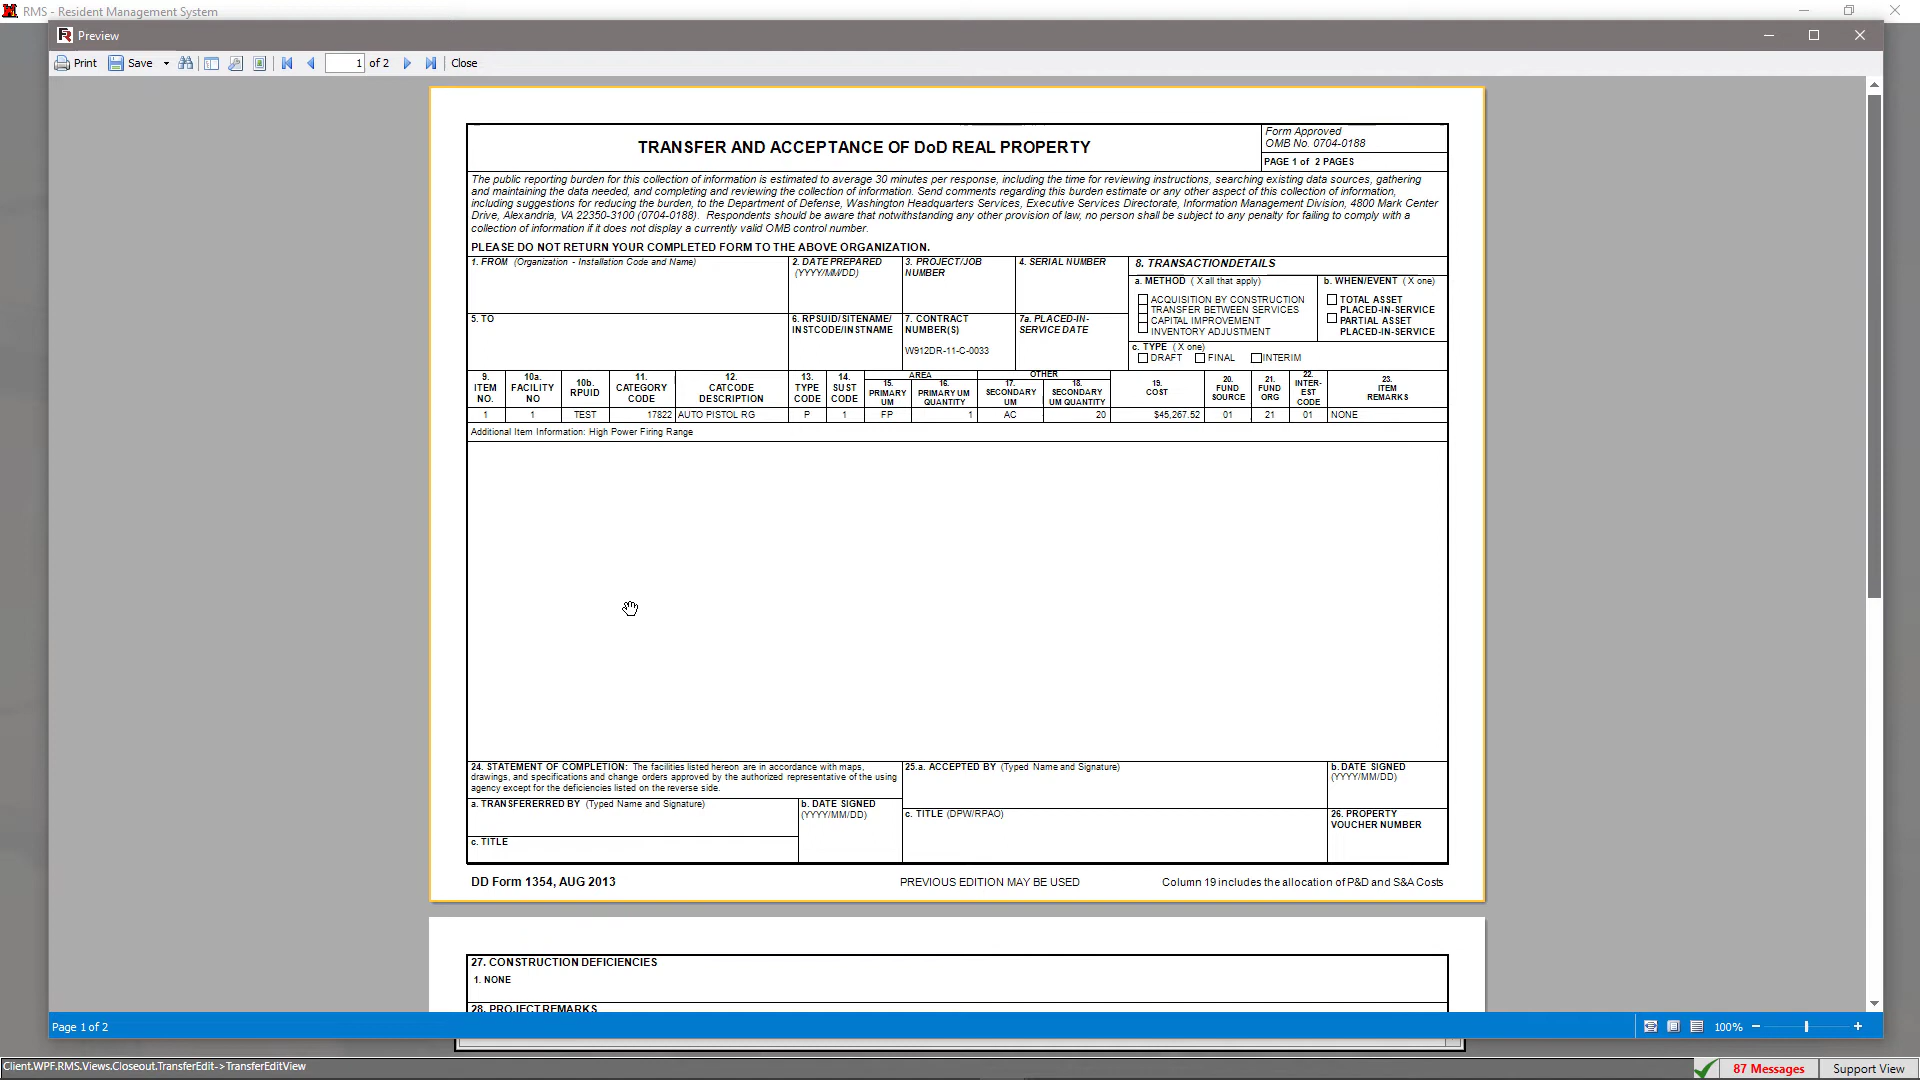 RMS - Resident Management System
Preview
Print Save 1 of 2 Close
TRANSFER AND ACCEPTANCE OF DoD REAL PROPERTY
Form Approved
OMB No. 0704-0188
PAGE 1 of 2 PAGES
The public reporting burden for this collection of information is estimated to average 30 minutes per response, including the time for reviewing instructions, searching existing data sources, gathering
and maintaining the data needed, and completing and reviewing the collection of information. Send comments regarding this burden estimate or any other aspect of this collection of information,
including suggestions for reducing the burden, to the Department of Defense, Washington Headquarters Services, Executive Services Directorate, Information Management Division, 4800 Mark Center
Drive, Alexandria, VA 22350-3100 (0704-0188). Respondents should be aware that notwithstanding any other provision of law, no person shall be subject to any penalty for failing to comply with a
collection of information if it does not display a currently valid OMB control number.
PLEASE DO NOT RETURN YOUR COMPLETED FORM TO THE ABOVE ORGANIZATION.
1. FROM (Organization - Installation Code and Name)
2. DATE PREPARED
(YYYY/MM/DD)
3. PROJECT/JOB
NUMBER
4. SERIAL NUMBER
8. TRANSACTIONDETAILS
a. METHOD ( X all that apply)
ACQUISITION BY CONSTRUCTION
TRANSFER BETWEEN SERVICES
CAPITAL IMPROVEMENT
INVENTORY ADJUSTMENT
b. WHEN/EVENT ( X one)
TOTAL ASSET
PLACED-IN-SERVICE
PARTIAL ASSET
PLACED-IN-SERVICE
5. TO
6. RPSUID/SITENAME/
INSTCODE/INSTNAME
7. CONTRACT
NUMBER(S)
W912DR-11-C-0033
7a. PLACED-IN-
SERVICE DATE
c. TYPE ( X one)
DRAFT FINAL INTERIM
9.
ITEM
NO.
10a.
FACILITY
NO
10b.
RPUID
11.
CATEGORY
CODE
12.
CATCODE
DESCRIPTION
13.
TYPE
CODE
14.
SUST
CODE
AREA
15.
PRIMARY
UM
16.
PRIMARY UM
QUANTITY
OTHER
17.
SECONDARY
UM
18.
SECONDARY
UM QUANTITY
19.
COST
20.
FUND
SOURCE
21.
FUND
ORG
22.
INTER-
EST
CODE
23.
ITEM
REMARKS
1 1 TEST 17822 AUTO PISTOL RG P 1 FP 1 AC 20 $45,267.52 01 21 01 NONE
Additional Item Information: High Power Firing Range
24. STATEMENT OF COMPLETION: The facilities listed hereon are in accordance with maps,
drawings, and specifications and change orders approved by the authorized representative of the using
agency except for the deficiencies listed on the reverse side.
a. TRANSFERERRED BY (Typed Name and Signature)
b. DATE SIGNED
(YYYY/MM/DD)
c. TITLE
25.a. ACCEPTED BY (Typed Name and Signature)
b. DATE SIGNED
(YYYY/MM/DD)
c. TITLE (DPW/RPAO)
26. PROPERTY
VOUCHER NUMBER
DD Form 1354, AUG 2013 PREVIOUS EDITION MAY BE USED Column 19 includes the allocation of P&D and S&A Costs
27. CONSTRUCTION DEFICIENCIES
1. NONE
28. PROJECT REMARKS
Page 1 of 2
100%
Client.WPF.RMS.Views.Closeout.TransferEdit->TransferEditView
87 Messages
Support View